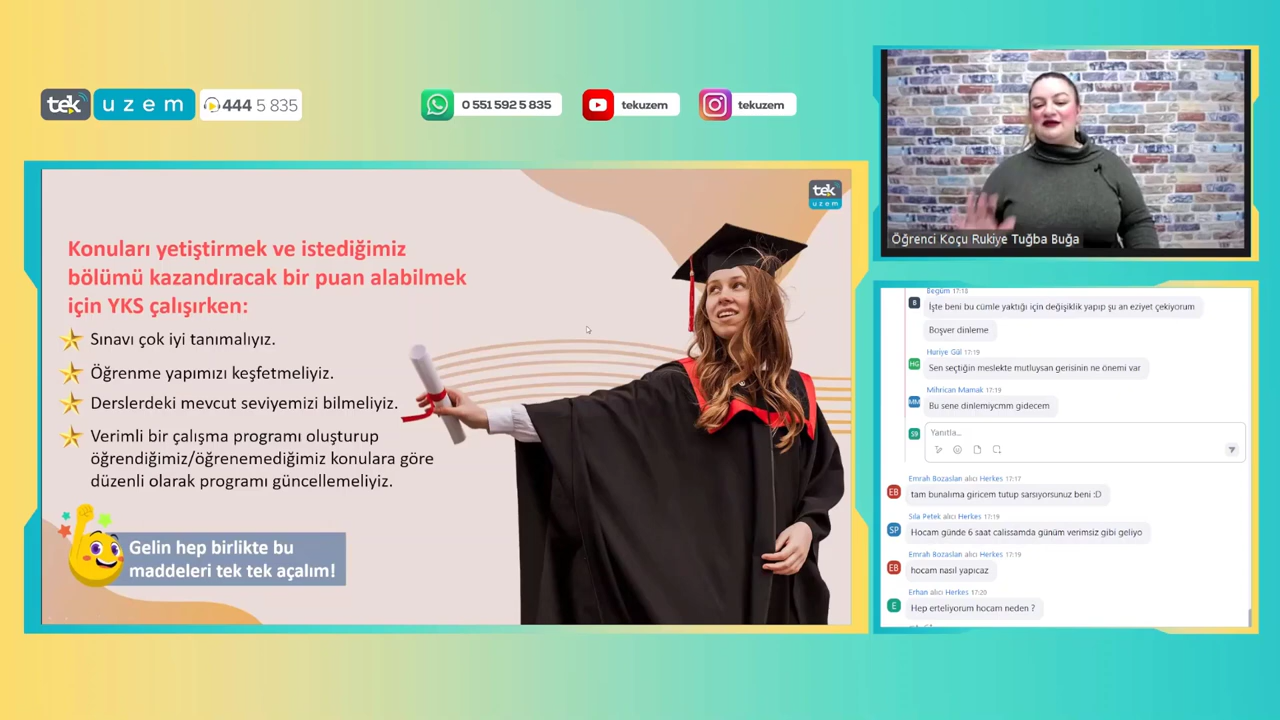 tek
uzem
444 5 835
0 551 592 5 835
tekuzem
tekuzem
tek
uzem
Konuları yetiştirmek ve istediğimiz
bölümü kazandıracak bir puan alabilmek
için YKS çalışırken:
Sınavı çok iyi tanımalıyız.
Öğrenme yapımızı keşfetmeliyiz.
Derslerdeki mevcut seviyemizi bilmeliyiz.
Verimli bir çalışma programı oluşturup
öğrendiğimiz/öğrenemediğimiz konulara göre
düzenli olarak programı güncellemeliyiz.
Gelin hep birlikte bu
maddeleri tek tek açalım!
Öğrenci Koçu Rukiye Tuğba Buğa
Begüm 17:18
B
İşte beni bu cümle yaktığı için değişiklik yapıp şu an eziyet çekiyorum
Boşver dinleme
Huriye Gül 17:19
HG
Sen seçtiğin meslekte mutluysan gerisinin ne önemi var
Mihrican Mamak 17:19
MM
Bu sene dinlemiycmm gidecem
S9
Yanıtla...
Emrah Bozaslan alıcı Herkes 17:17
EB
tam bunalıma giricem tutup sarsıyorsunuz beni :D
Sıla Petek alıcı Herkes 17:19
SP
Hocam günde 6 saat calissamda günüm verimsiz gibi geliyo
Emrah Bozaslan alıcı Herkes 17:19
EB
hocam nasıl yapıcaz
Erhan alıcı Herkes 17:20
E
Hep erteliyorum hocam neden ?